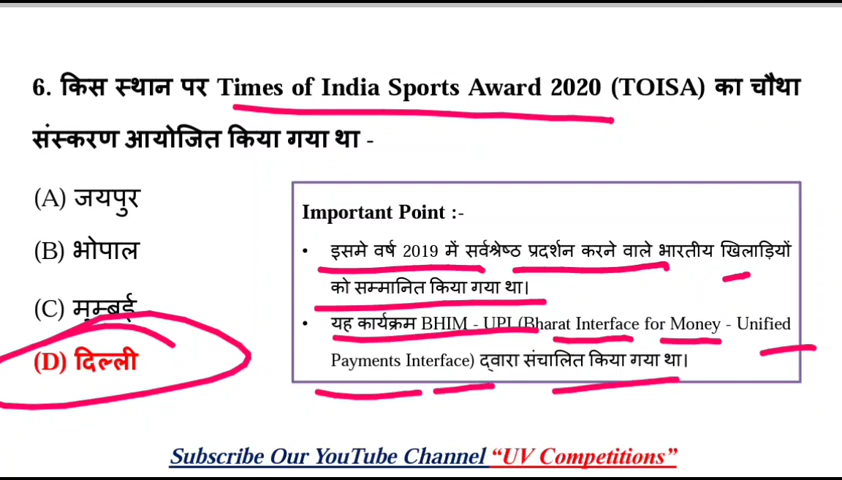 6. किस स्थान पर Times of India Sports Award 2020 (TOISA) का चौथा
संस्करण आयोजित किया गया था -
(A) जयपुर
(B) भोपाल
(C) मुम्बई
(D) दिल्ली
Important Point :-
• इसमे वर्ष 2019 में सर्वश्रेष्ठ प्रदर्शन करने वाले भारतीय खिलाड़ियों
को सम्मानित किया गया था।
• यह कार्यक्रम BHIM - UPI (Bharat Interface for Money - Unified
Payments Interface) द्वारा संचालित किया गया था।
Subscribe Our YouTube Channel “UV Competitions”